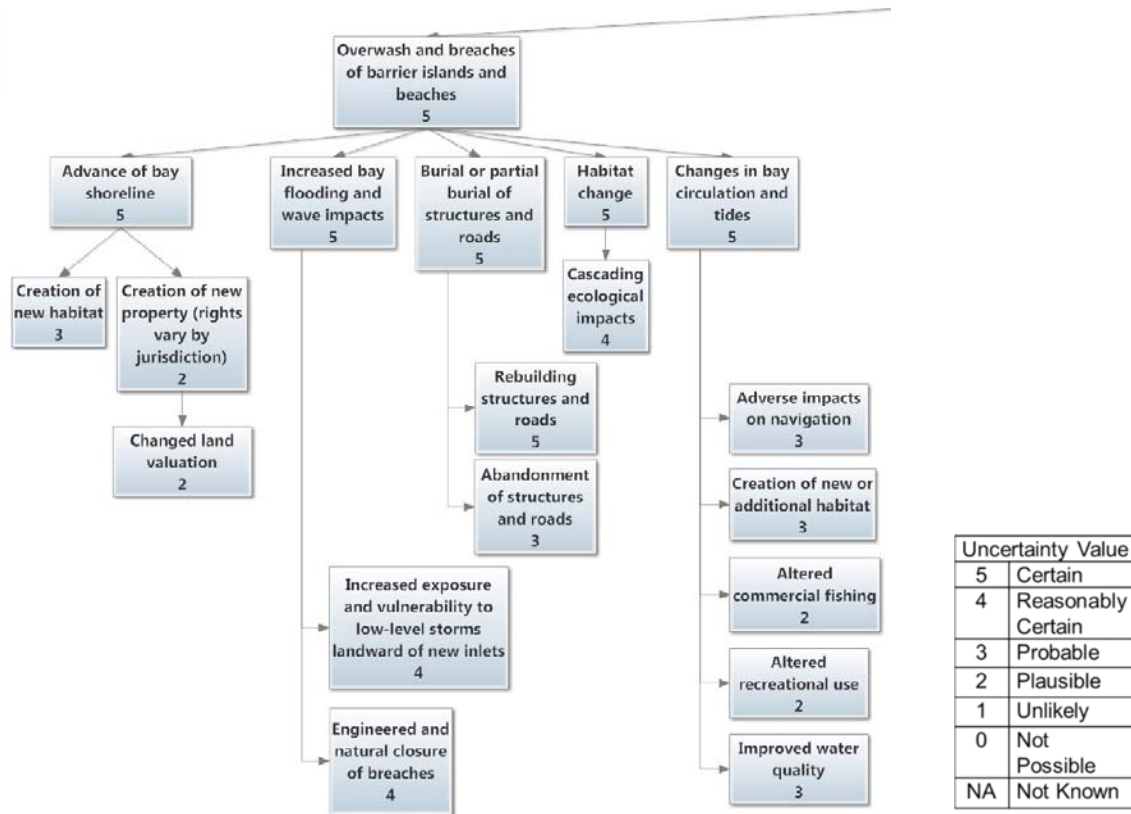 Overwash and breaches
of barrier islands and
beaches
5
Advance of bay
shoreline
5
Increased bay
flooding and
wave impacts
5
Burial or partial
burial of
structures and
roads
5
Habitat
change
5
Changes in bay
circulation and
tides
5
Creation of
new habitat
3
Creation of new
property (rights
vary by
jurisdiction)
2
Cascading
ecological
impacts
4
Changed land
valuation
2
Rebuilding
structures and
roads
5
Abandonment
of structures
and roads
3
Increased exposure
and vulnerability to
low-level storms
landward of new inlets
4
Engineered and
natural closure
of breaches
4
Adverse impacts
on navigation
3
Creation of new or
additional habitat
3
Altered
commercial fishing
2
Altered
recreational use
2
Improved water
quality
3
Uncertainty Value
5 Certain
4 Reasonably
Certain
3 Probable
2 Plausible
1 Unlikely
0 Not
Possible
NA Not Known